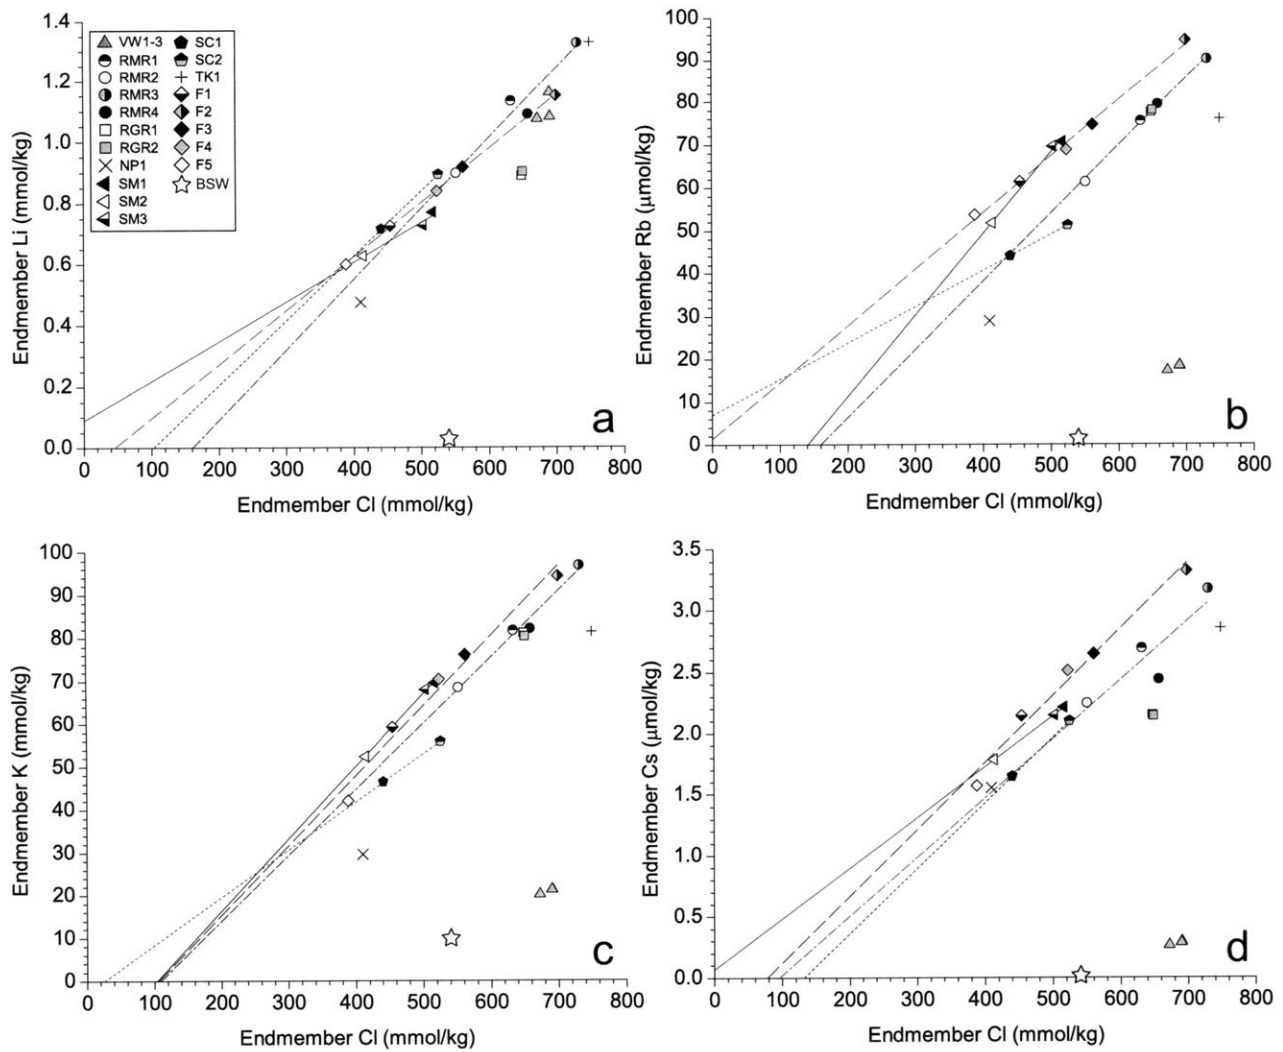 1.4
1.2
1.0
0.8
0.6
0.4
0.2
0.0
Endmember Li (mmol/kg)
VW1-3
RMR1
RMR2
RMR3
RMR4
RGR1
RGR2
NP1
SM1
SM2
SM3
SC1
SC2
TK1
F1
F2
F3
F4
F5
BSW
a
0 100 200 300 400 500 600 700 800
Endmember Cl (mmol/kg)
100
90
80
70
60
50
40
30
20
10
0
Endmember Rb (μmol/kg)
b
0 100 200 300 400 500 600 700 800
Endmember Cl (mmol/kg)
100
90
80
70
60
50
40
30
20
10
0
Endmember K (mmol/kg)
c
0 100 200 300 400 500 600 700 800
Endmember Cl (mmol/kg)
3.5
3.0
2.5
2.0
1.5
1.0
0.5
0.0
Endmember Cs (μmol/kg)
d
0 100 200 300 400 500 600 700 800
Endmember Cl (mmol/kg)